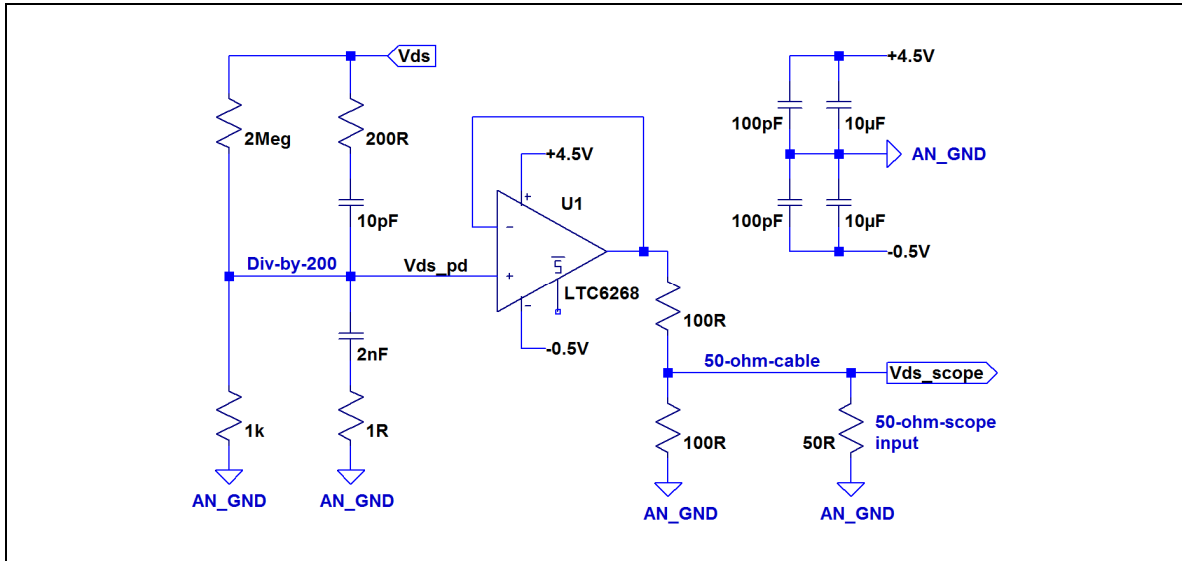 Vds
+4.5V
2Meg
200R
100pF
10µF
AN_GND
+4.5V
10pF
U1
100pF
10µF
Div-by-200
Vds_pd
-
+
+
-
S
-0.5V
LTC6268
100R
-0.5V
2nF
50-ohm-cable
Vds_scope
1k
1R
100R
50R
50-ohm-scope
input
AN_GND
AN_GND
AN_GND
AN_GND